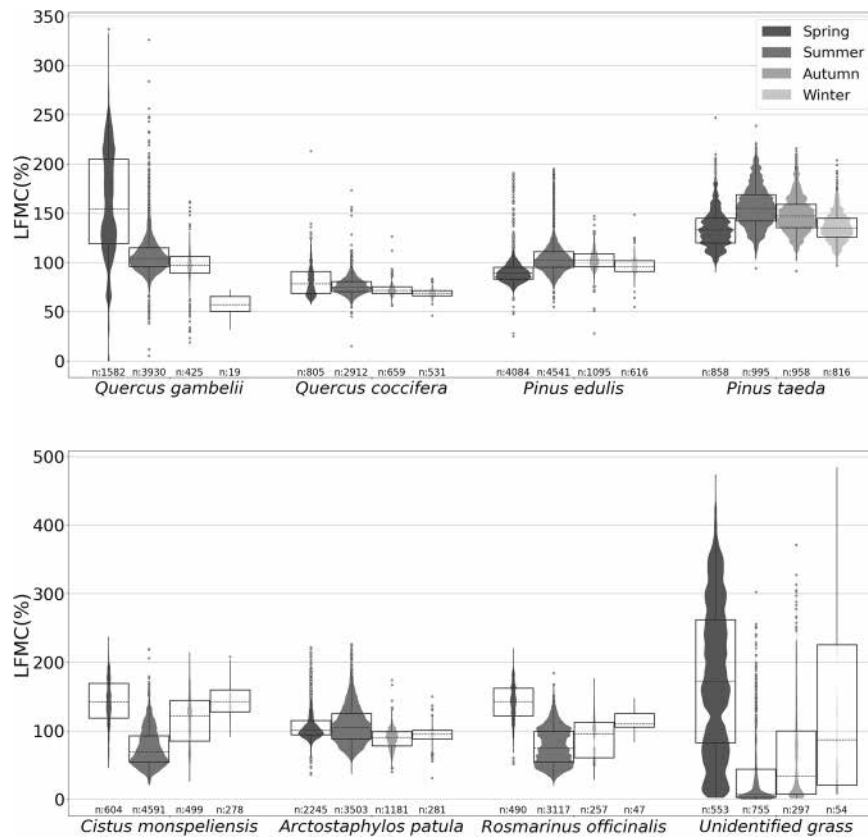 350
300
250
200
150
100
50
0
LFMC(%)
Spring
Summer
Autumn
Winter
n:1582 n:3930 n:425 n:19 n:805 n:2912 n:659 n:531 n:4084 n:4541 n:1095 n:616 n:858 n:995 n:958 n:816
Quercus gambelii Quercus coccifera Pinus edulis Pinus taeda
500
400
300
200
100
0
LFMC(%)
n:604 n:4591 n:499 n:278 n:2245 n:3503 n:1181 n:281 n:490 n:3117 n:257 n:47 n:553 n:755 n:297 n:54
Cistus monspeliensis Arctostaphylos patula Rosmarinus officinalis Unidentified grass